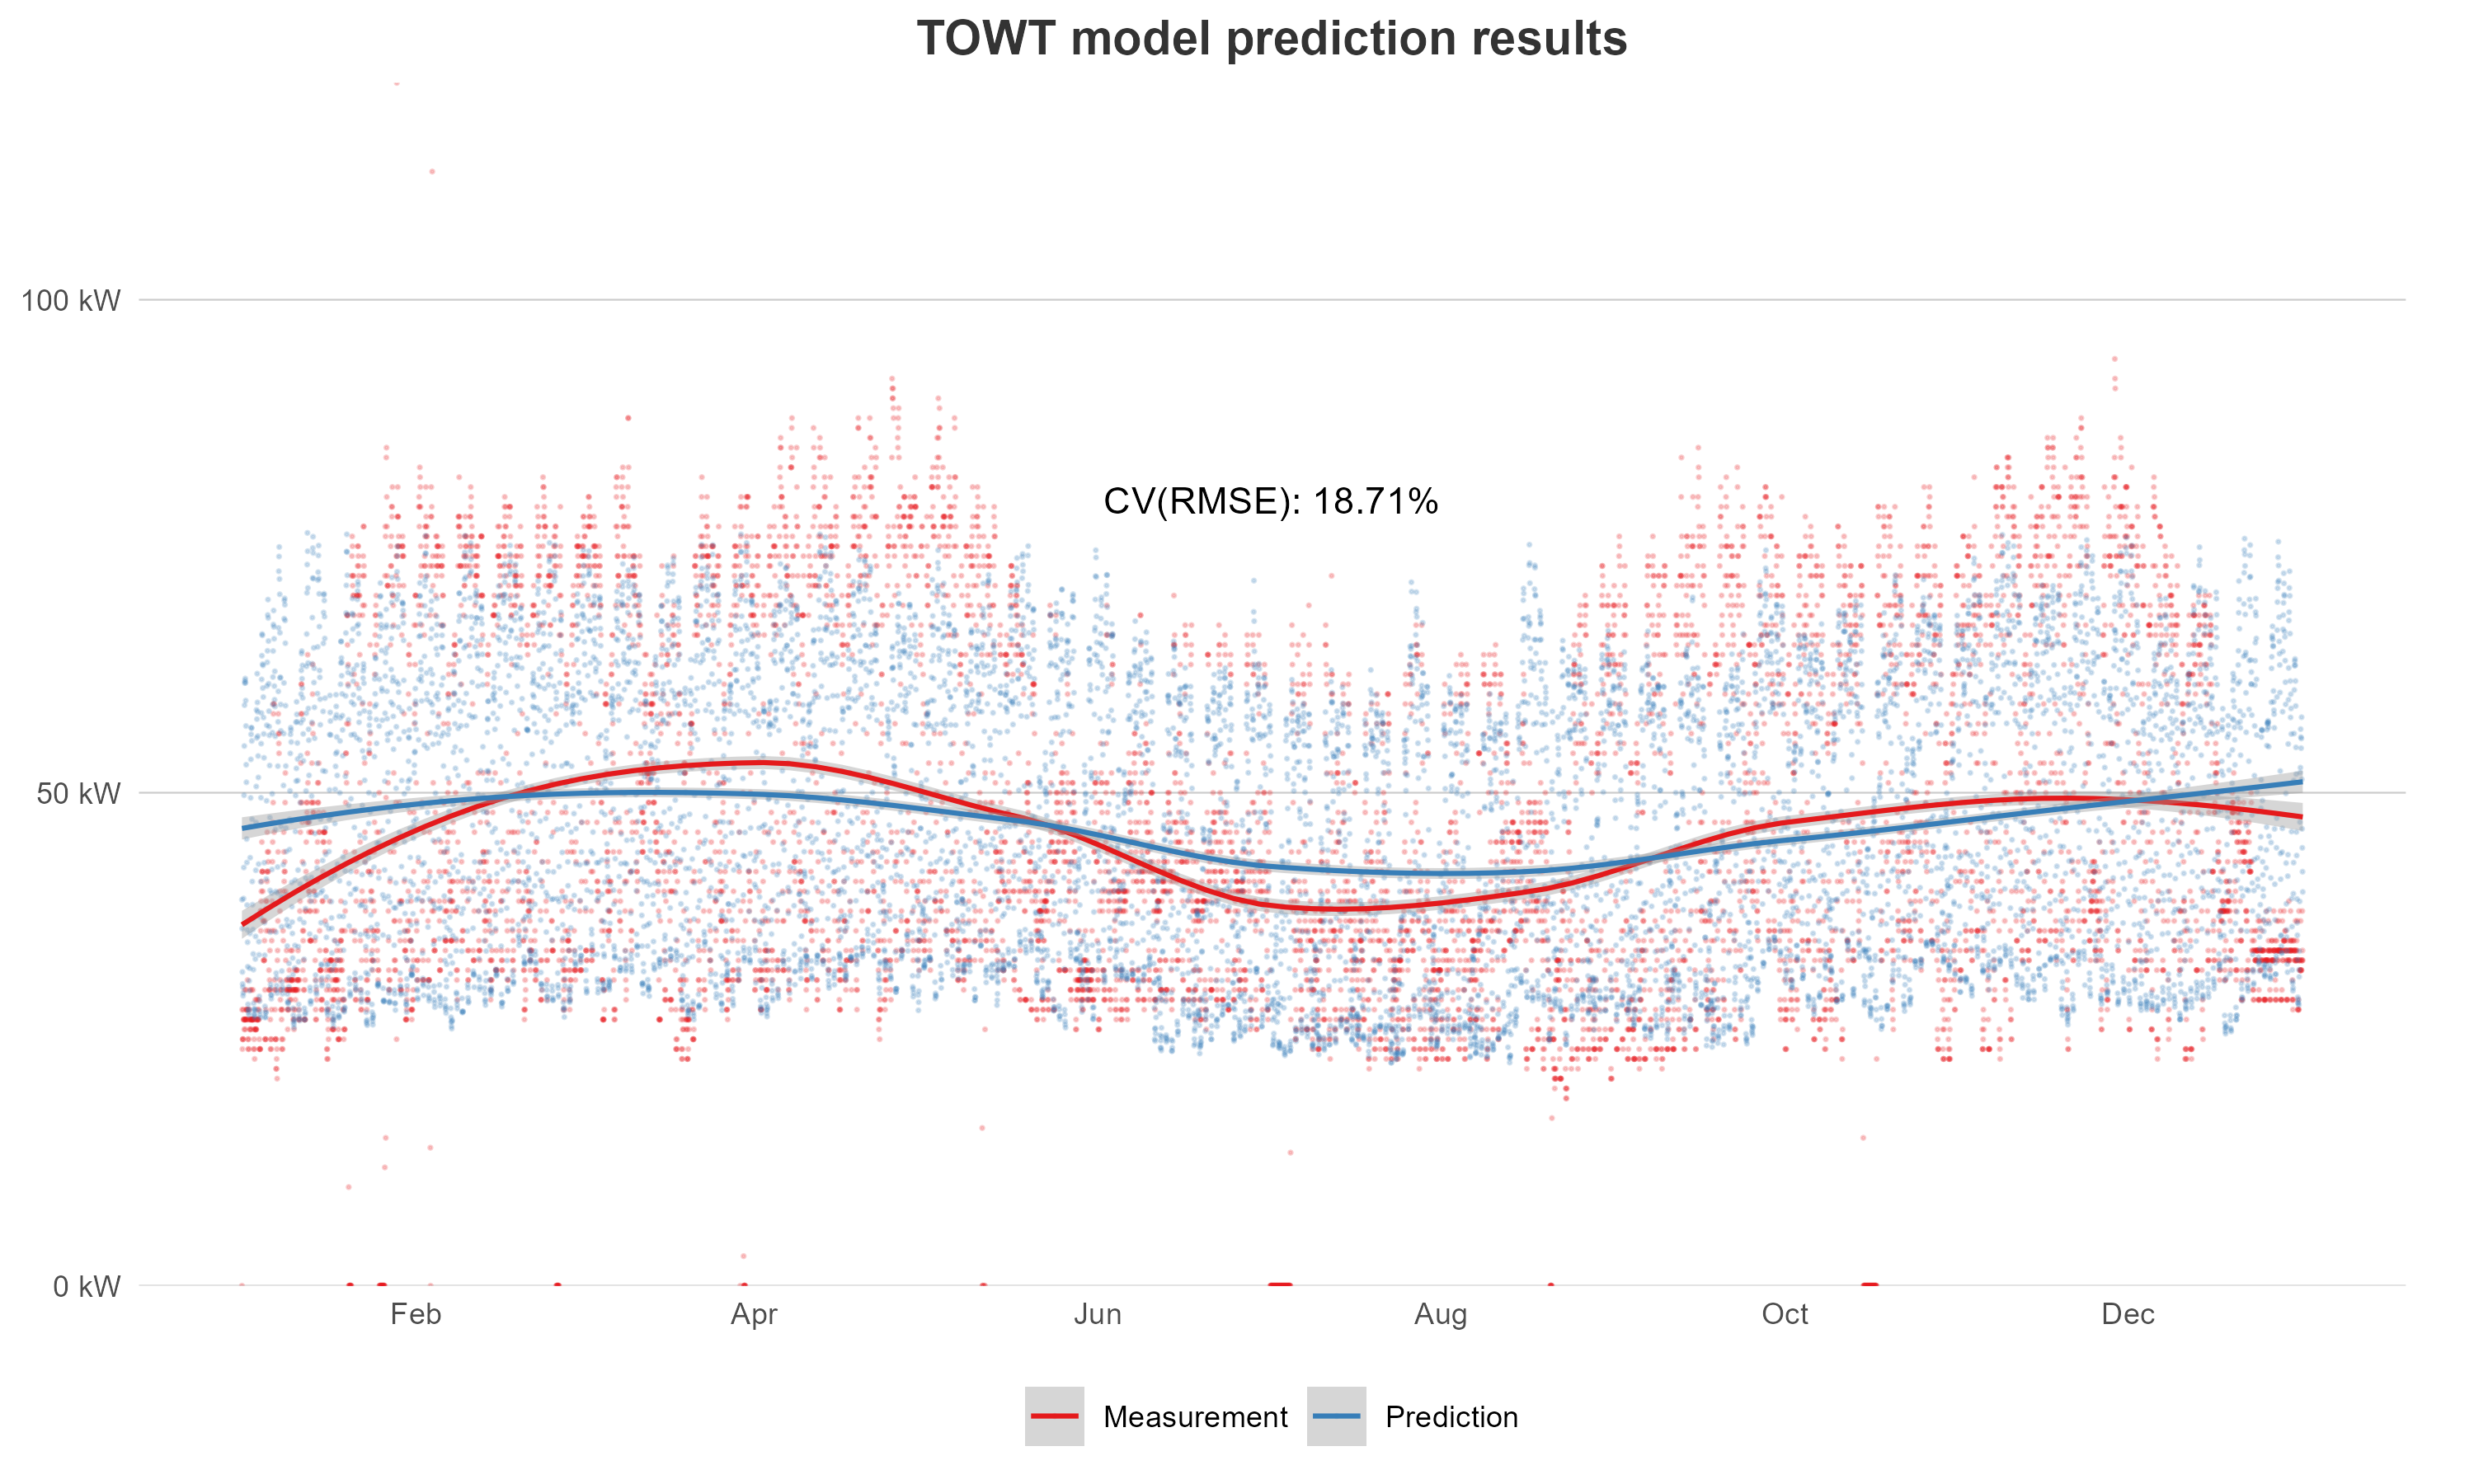 TOWT model prediction results
100 kW
CV(RMSE): 18.71%
50 kW
0 kW
Feb Apr Jun Aug Oct Dec
Measurement Prediction